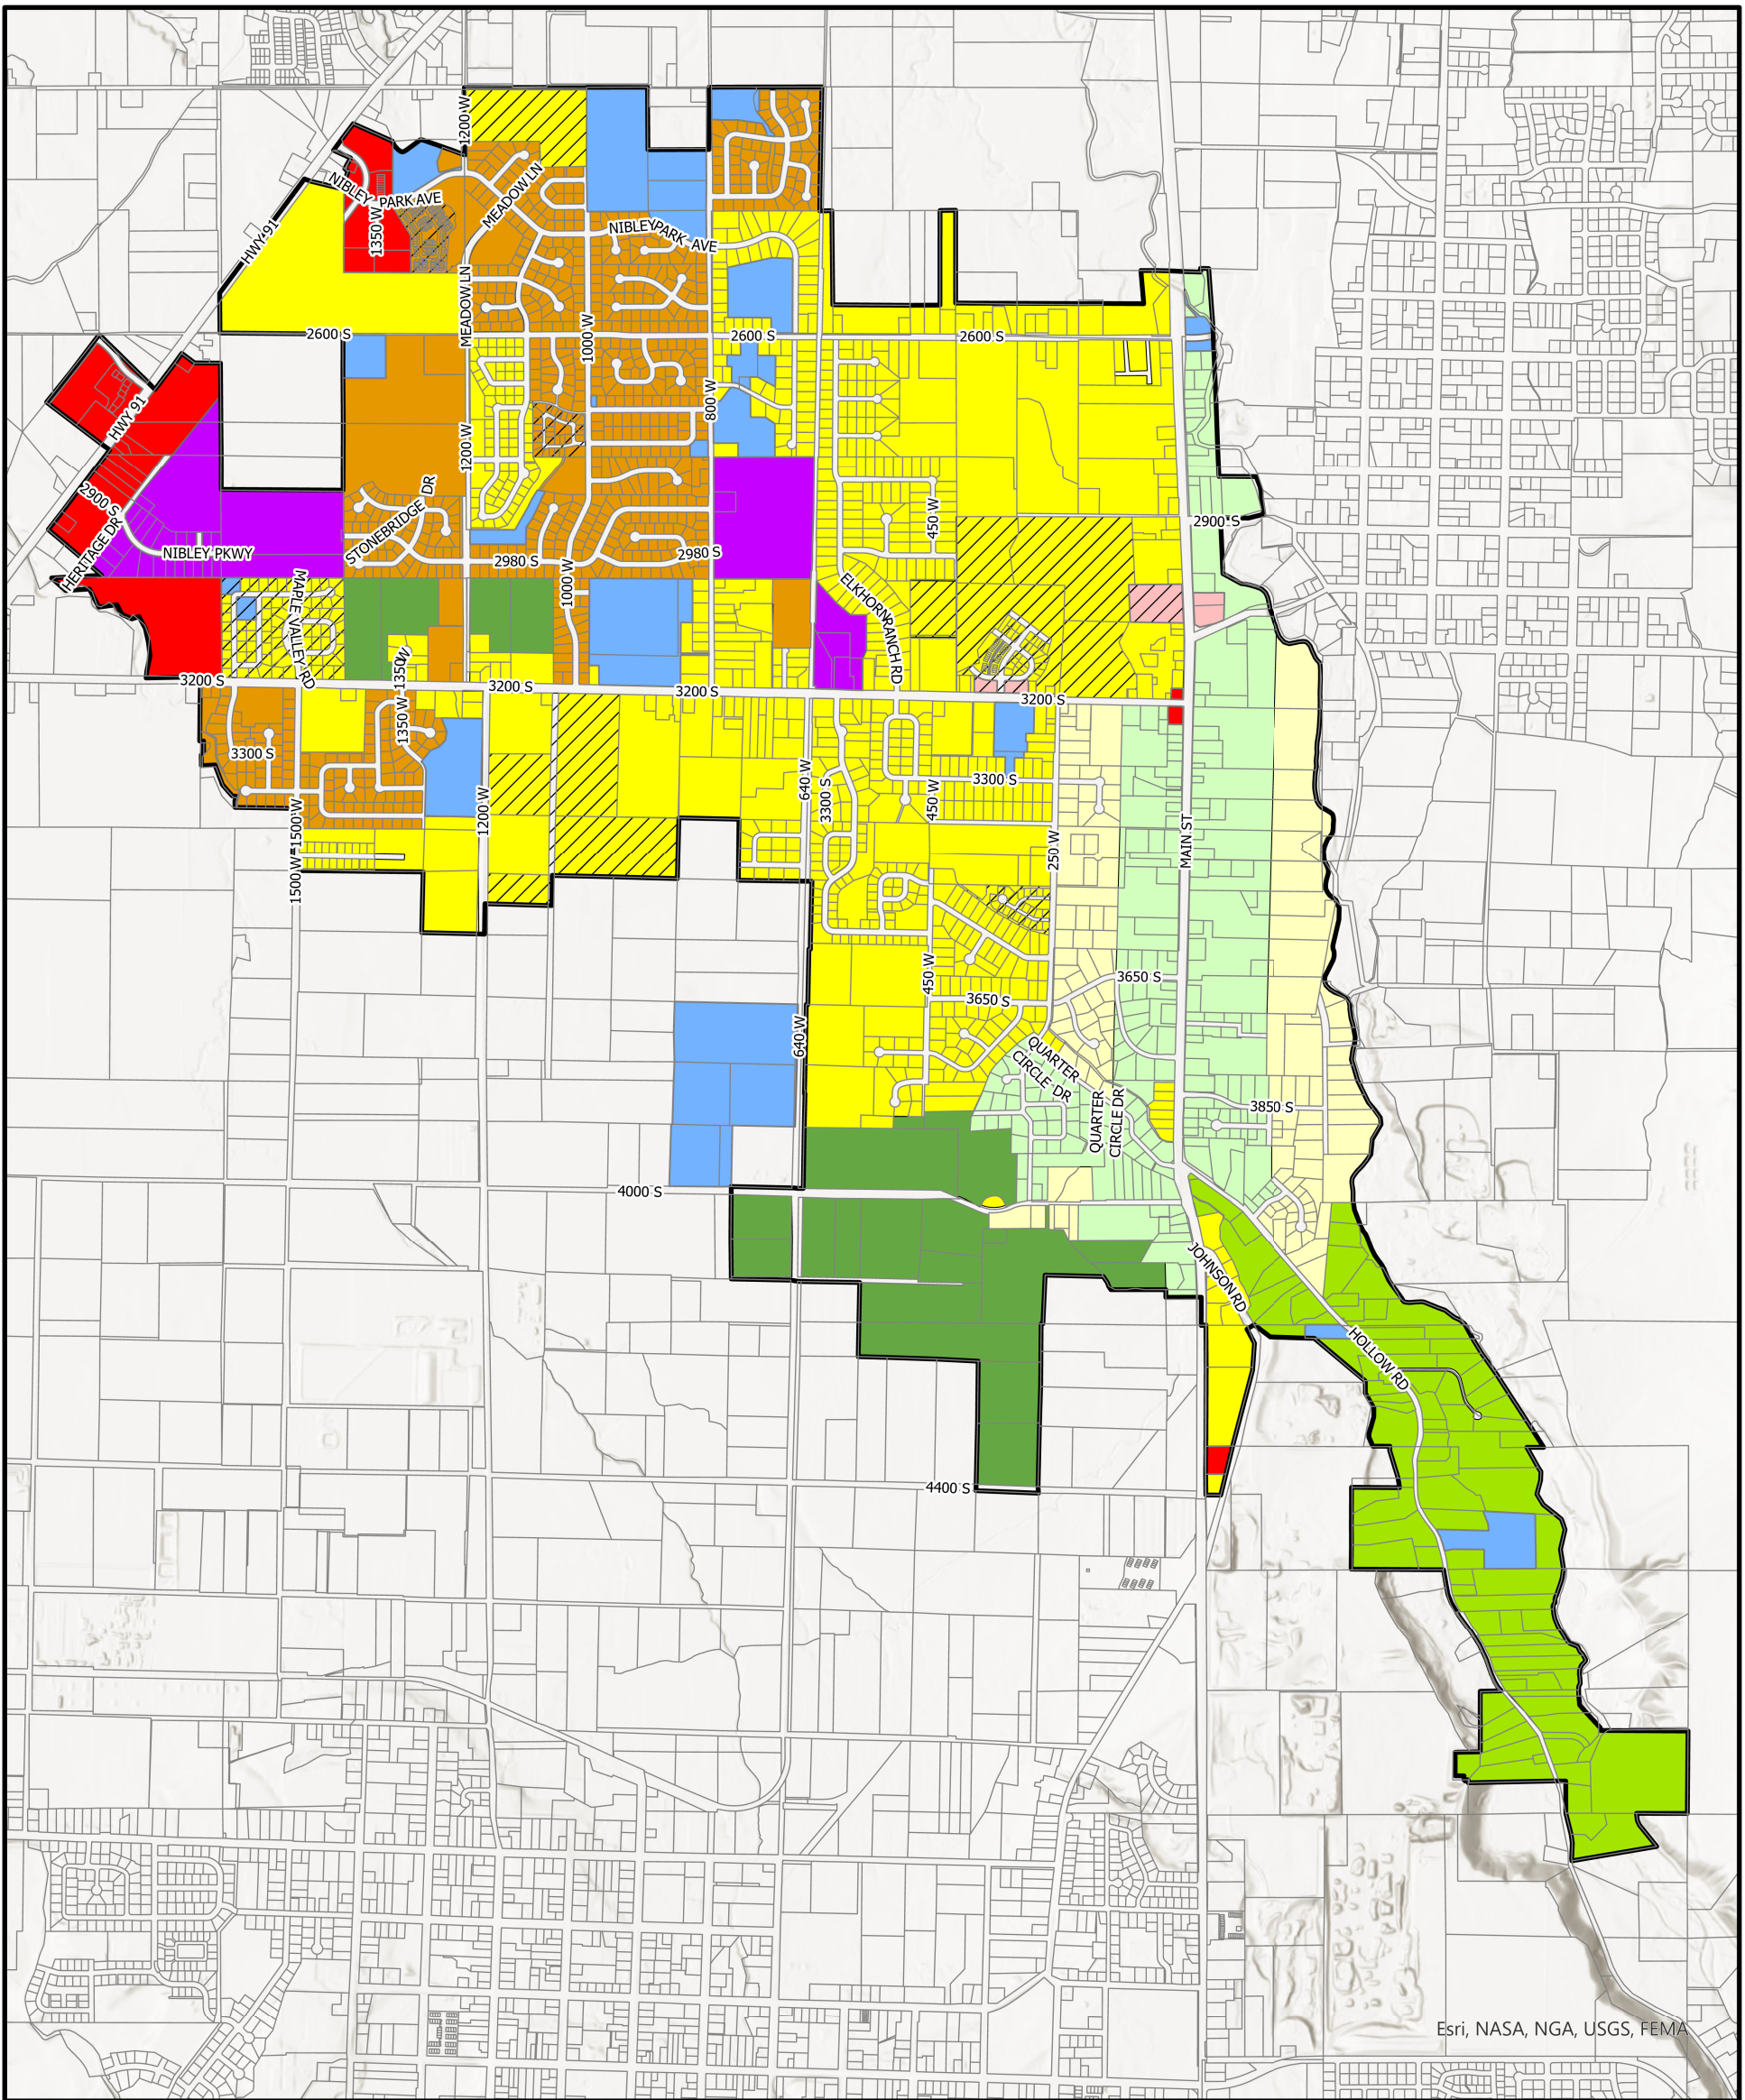 1200 W
MEADOW LN
NIBLEY PARK AVE
1350 W
NIBLEY PARK AVE
HWY 91
MEADOW LN
2600 S
1000 W
2600 S
2600 S
HWY 91
800 W
1200 W
2900 S
STONEBRIDGE DR
450 W
2900 S
HERITAGE DR
NIBLEY PKWY
2980 S
2980 S
MAPLE VALLEY RD
1000 W
ELKHORN RANCH RD
1350 W
3200 S
3200 S
3200 S
3200 S
1350 W
3300 S
640 W
3300 S
450 W
3300 S
1500 W
1200 W
250 W
MAIN ST
1500 W
450 W
3650 S
3650 S
640 W
QUARTER
CIRCLE DR
QUARTER
CIRCLE DR
3850 S
4000 S
JOHNSON RD
HOLLOW RD
4400 S
Esri, NASA, NGA, USGS, FEMA